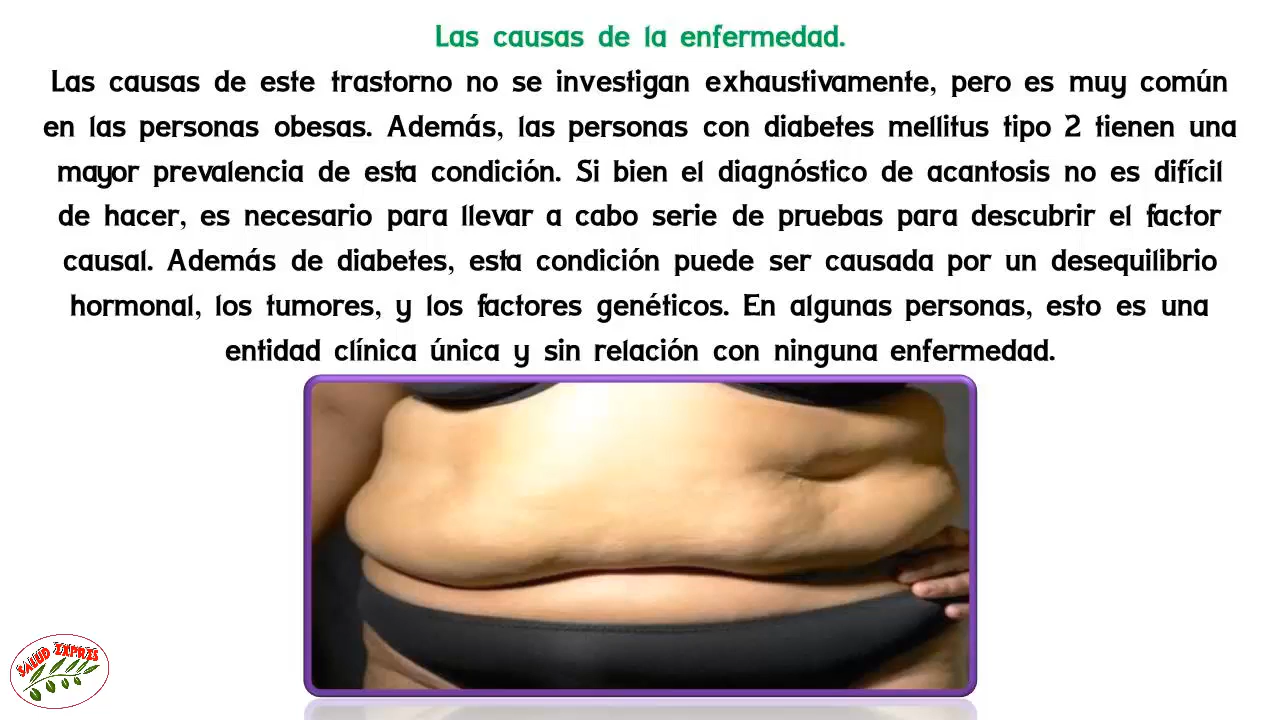 Las causas de la enfermedad.
Las causas de este trastorno no se investigan exhaustivamente, pero es muy común
en las personas obesas. Además, las personas con diabetes mellitus tipo 2 tienen una
mayor prevalencia de esta condición. Si bien el diagnóstico de acantosis no es difícil
de hacer, es necesario para llevar a cabo serie de pruebas para descubrir el factor
causal. Además de diabetes, esta condición puede ser causada por un desequilibrio
hormonal, los tumores, y los factores genéticos. En algunas personas, esto es una
entidad clínica única y sin relación con ninguna enfermedad.
SALUD EXPRES